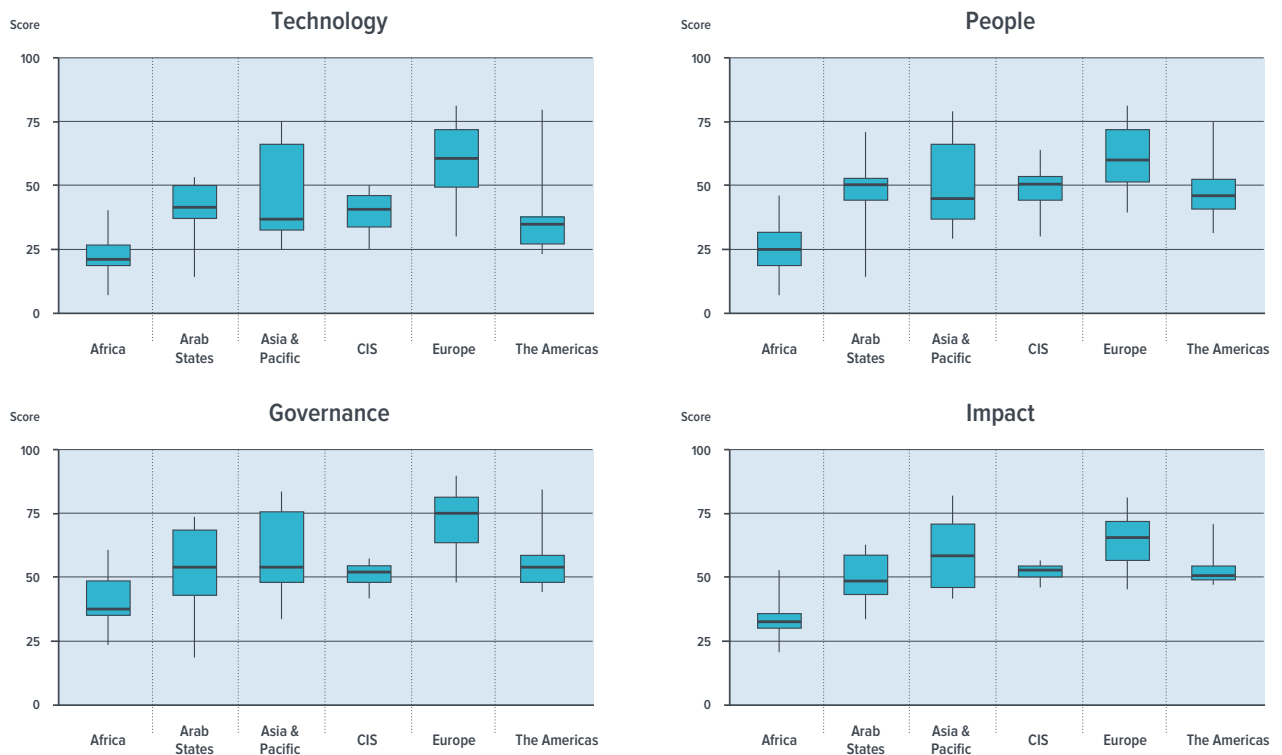 Technology
Score
100
75
50
25
0
Africa
Arab
States
Asia &
Pacific
CIS
Europe
The Americas
People
Score
100
75
50
25
0
Africa
Arab
States
Asia &
Pacific
CIS
Europe
The Americas
Governance
Score
100
75
50
25
0
Africa
Arab
States
Asia &
Pacific
CIS
Europe
The Americas
Impact
Score
100
75
50
25
0
Africa
Arab
States
Asia &
Pacific
CIS
Europe
The Americas